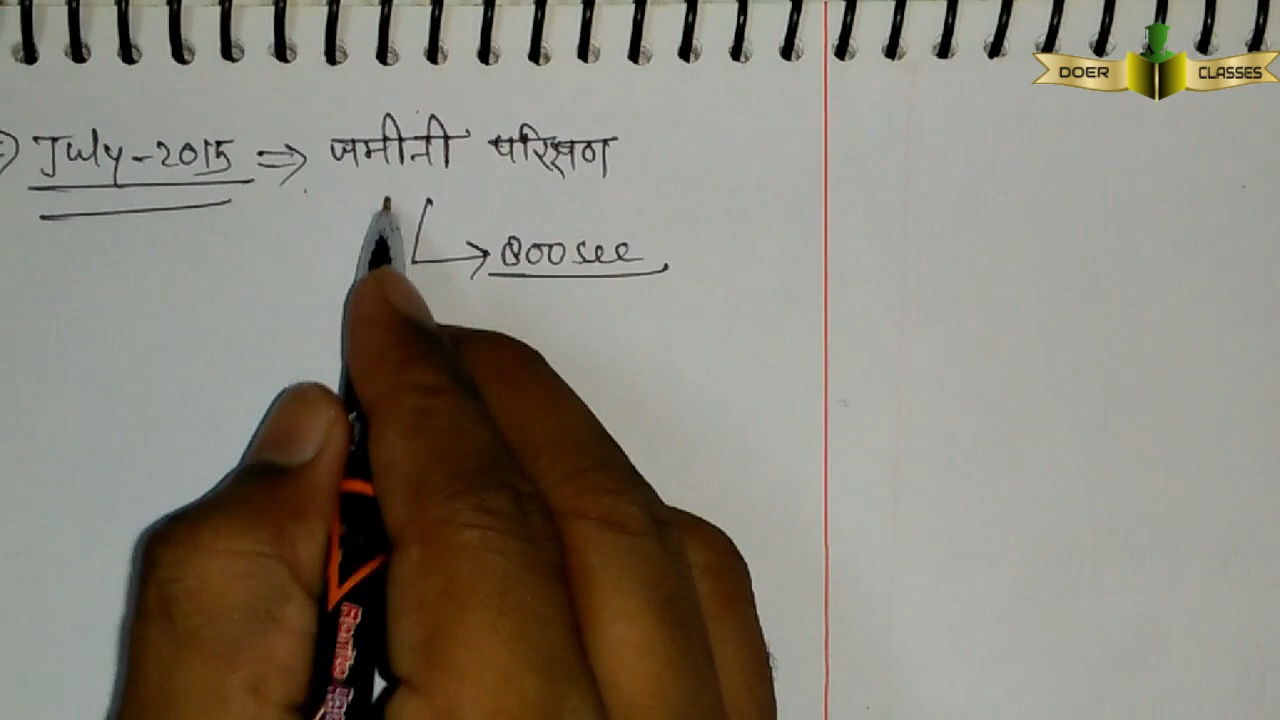 July-2015 ⇒ जमीनी परिक्षण
→ 800 sec
DOER CLASSES